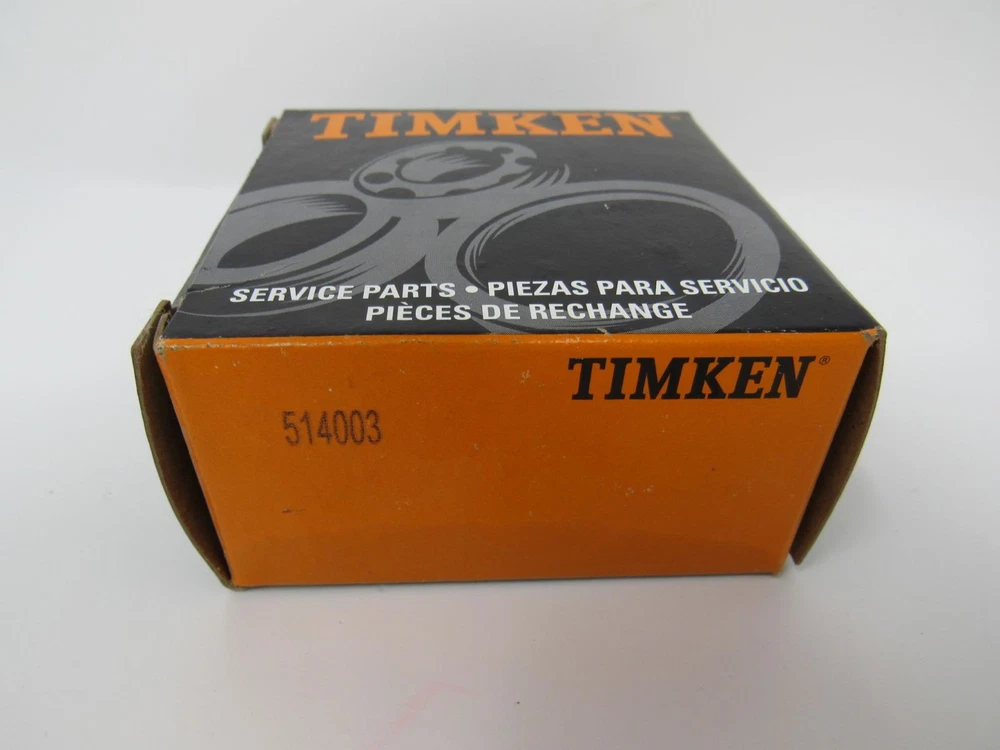 TIMKEN
SERVICE PARTS • PIEZAS PARA SERVICIO
PIÈCES DE RECHANGE
TIMKEN®
514003